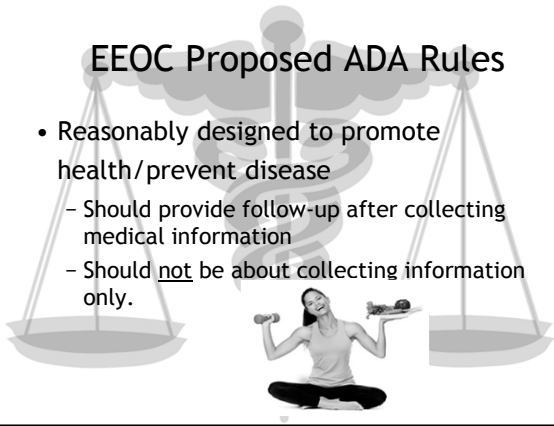 EEOC Proposed ADA Rules
• Reasonably designed to promote
health/prevent disease
– Should provide follow-up after collecting
medical information
– Should not be about collecting information
only.